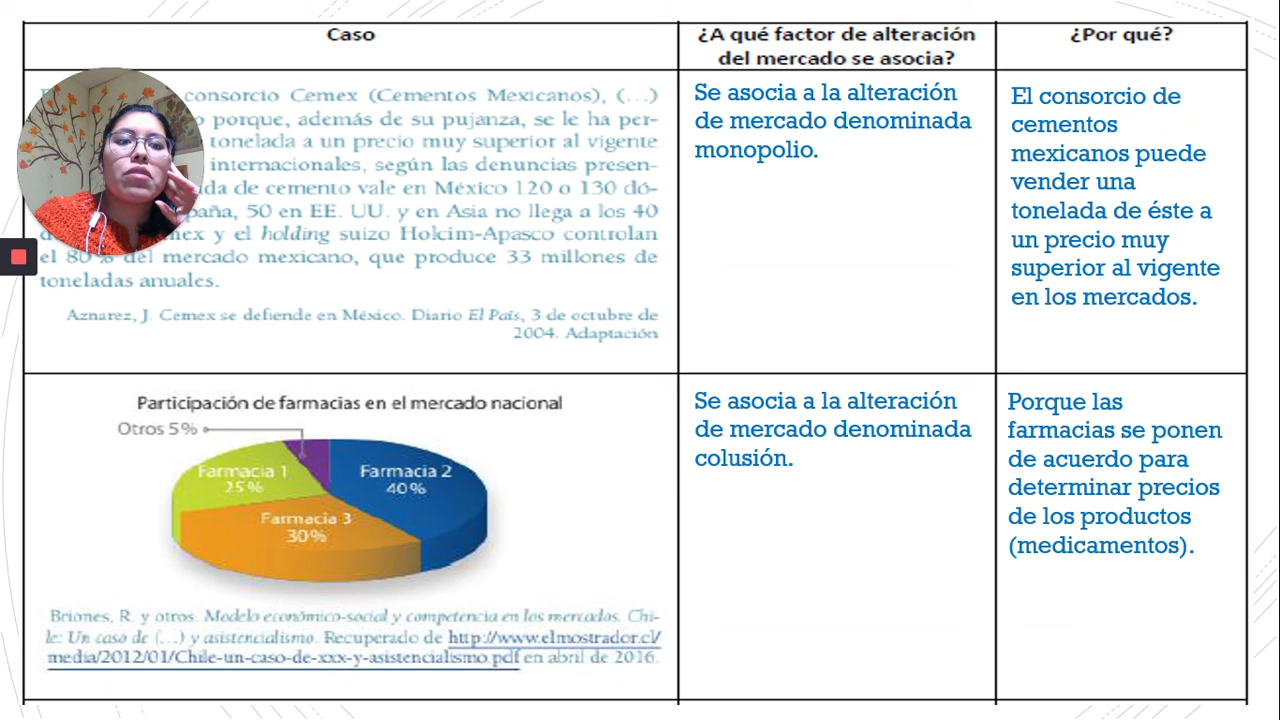 Caso
¿A qué factor de alteración
del mercado se asocia?
¿Por qué?
consorcio Cemex (Cementos Mexicanos), (...)
porque, además de su pujanza, se le ha per-
tonelada a un precio muy superior al vigente
internacionales, según las denuncias presen-
da de cemento vale en México 120 o 130 dó-
paña, 50 en EE. UU. y en Asia no llega a los 40
mex y el holding suizo Holcim-Apasco controlan
el 80 % del mercado mexicano, que produce 33 millones de
toneladas anuales.
Aznarez, J. Cemex se defiende en México. Diario El País, 3 de octubre de
2004. Adaptación
Se asocia a la alteración
de mercado denominada
monopolio.
El consorcio de
cementos
mexicanos puede
vender una
tonelada de éste a
un precio muy
superior al vigente
en los mercados.
Participación de farmacias en el mercado nacional
Otros 5%
Farmacia 1
25%
Farmacia 2
40%
Farmacia 3
30%
Briones, R. y otros. Modelo económico-social y competencia en los mercados. Chi-
le: Un caso de (...) y asistencialismo. Recuperado de http://www.elmostrador.cl/
media/2012/01/Chile-un-caso-de-xxx-y-asistencialismo.pdf en abril de 2016.
Se asocia a la alteración
de mercado denominada
colusión.
Porque las
farmacias se ponen
de acuerdo para
determinar precios
de los productos
(medicamentos).